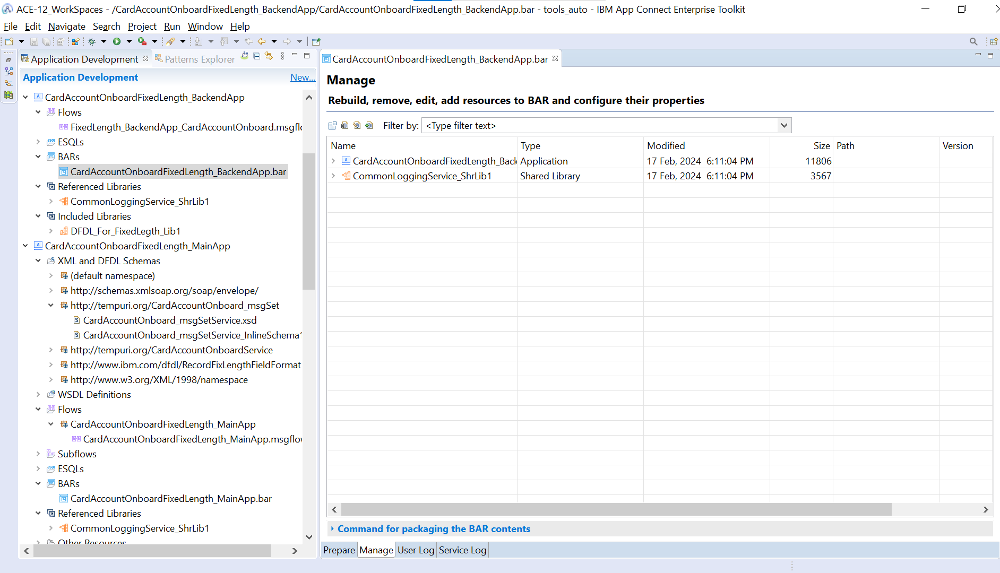 ACE-12_WorkSpaces - /CardAccountOnboardFixedLength_BackendApp/CardAccountOnboardFixedLength_BackendApp.bar - tools_auto - IBM App Connect Enterprise Toolkit
File Edit Navigate Search Project Run Window Help
Application Development
Patterns Explorer
Application Development
New...
CardAccountOnboardFixedLength_BackendApp
Flows
FixedLength_BackendApp_CardAccountOnboard.msgflo
ESQLs
BARs
CardAccountOnboardFixedLength_BackendApp.bar
Referenced Libraries
CommonLoggingService_ShrLib1
Included Libraries
DFDL_For_FixedLegth_Lib1
CardAccountOnboardFixedLength_MainApp
XML and DFDL Schemas
(default namespace)
http://schemas.xmlsoap.org/soap/envelope/
http://tempuri.org/CardAccountOnboard_msgSet
CardAccountOnboard_msgSetService.xsd
CardAccountOnboard_msgSetService_InlineSchema1
http://tempuri.org/CardAccountOnboardService
http://www.ibm.com/dfdl/RecordFixLengthFieldFormat
http://www.w3.org/XML/1998/namespace
WSDL Definitions
Flows
CardAccountOnboardFixedLength_MainApp
CardAccountOnboardFixedLength_MainApp.msgflow
Subflows
ESQLs
BARs
CardAccountOnboardFixedLength_MainApp.bar
Referenced Libraries
CommonLoggingService_ShrLib1
Other Resources
CardAccountOnboardFixedLength_BackendApp.bar
Manage
Rebuild, remove, edit, add resources to BAR and configure their properties
Filter by: <Type filter text>
Name Type Modified Size Path Version
CardAccountOnboardFixedLength_Back Application 17 Feb, 2024 6:11:04 PM 11806
CommonLoggingService_ShrLib1 Shared Library 17 Feb, 2024 6:11:04 PM 3567
Command for packaging the BAR contents
Prepare Manage User Log Service Log